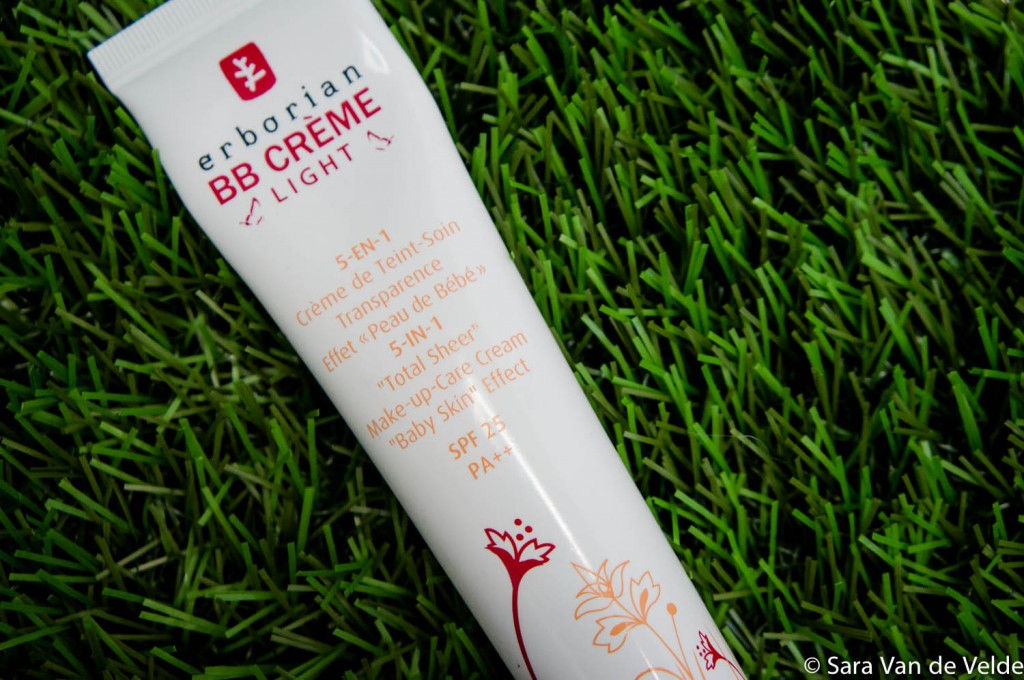 erborian
BB CRÈME
LIGHT
5-EN-1
Crème de Teint-Soin
Transparence
Effet «Peau de Bébé»
5-IN-1
"Total Sheer"
Make-up-Care Cream
"Baby Skin" Effect
SPF 25
PA++
© Sara Van de Velde